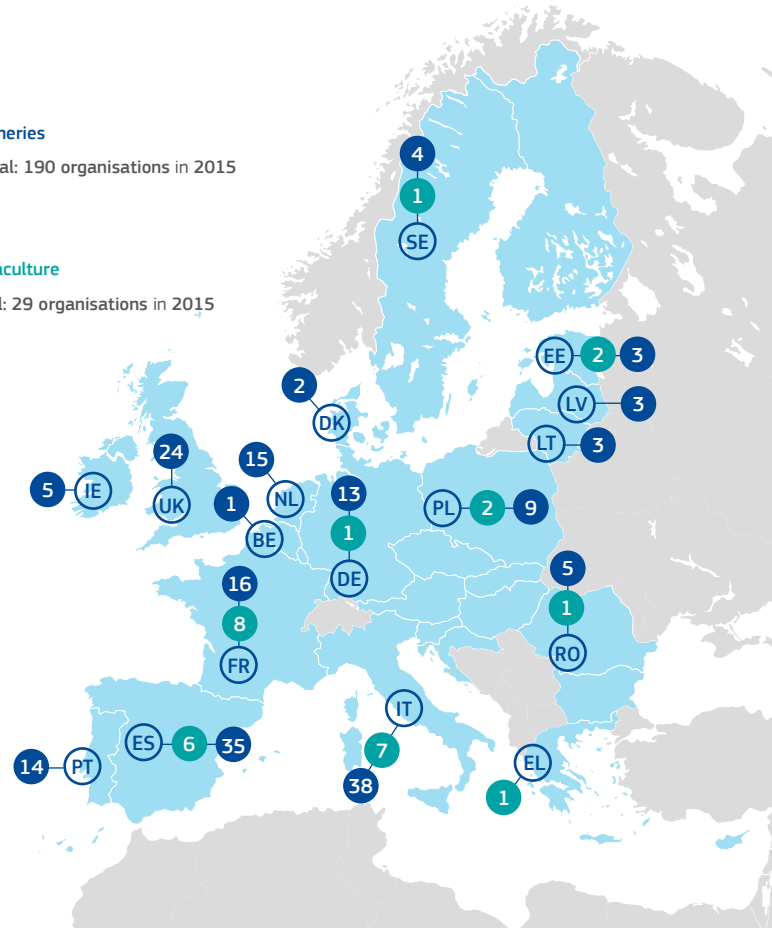 neries
al: 190 organisations in 2015
aculture
l: 29 organisations in 2015
4
1
SE
EE 2 3
2
LV 3
DK
LT 3
24
15
5 IE
UK
1
NL
13
PL 2 9
BE
1
5
16
DE
1
8
RO
FR
IT
ES 6 35
14 PT
7
EL
38
1